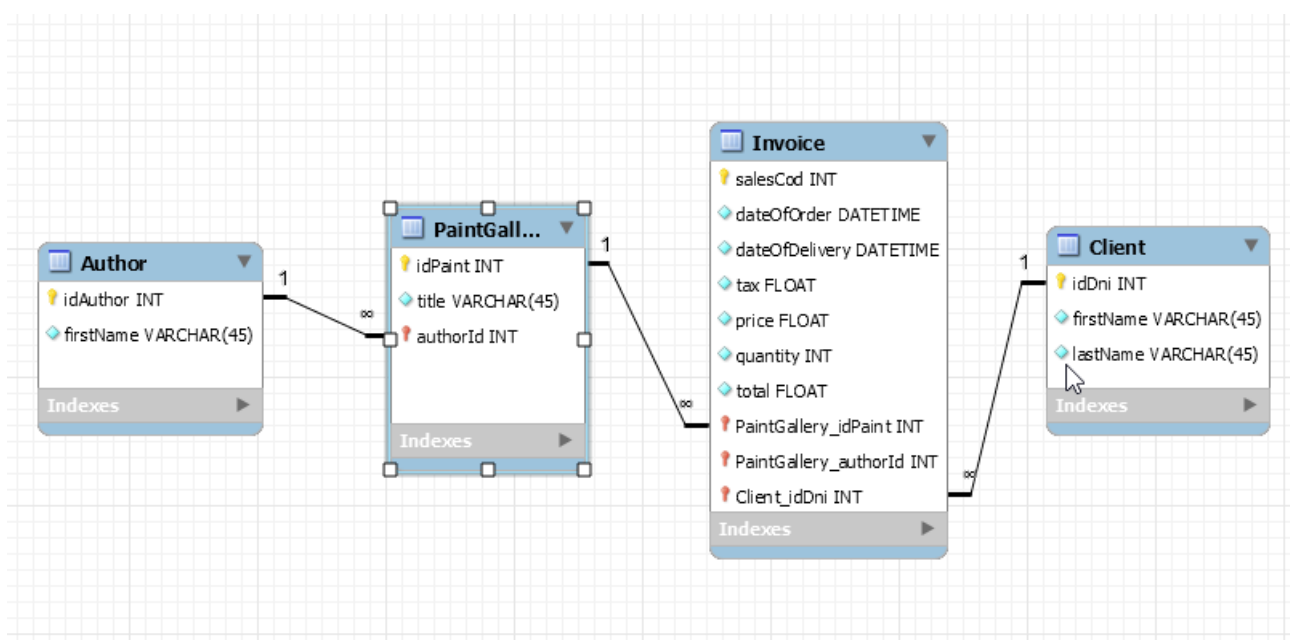 Author
idAuthor INT
firstName VARCHAR(45)
Indexes
1
∞
PaintGall...
idPaint INT
title VARCHAR(45)
authorId INT
Indexes
1
∞
Invoice
salesCod INT
dateOfOrder DATETIME
dateOfDelivery DATETIME
tax FLOAT
price FLOAT
quantity INT
total FLOAT
PaintGallery_idPaint INT
PaintGallery_authorId INT
Client_idDni INT
Indexes
∞
1
Client
idDni INT
firstName VARCHAR(45)
lastName VARCHAR(45)
Indexes